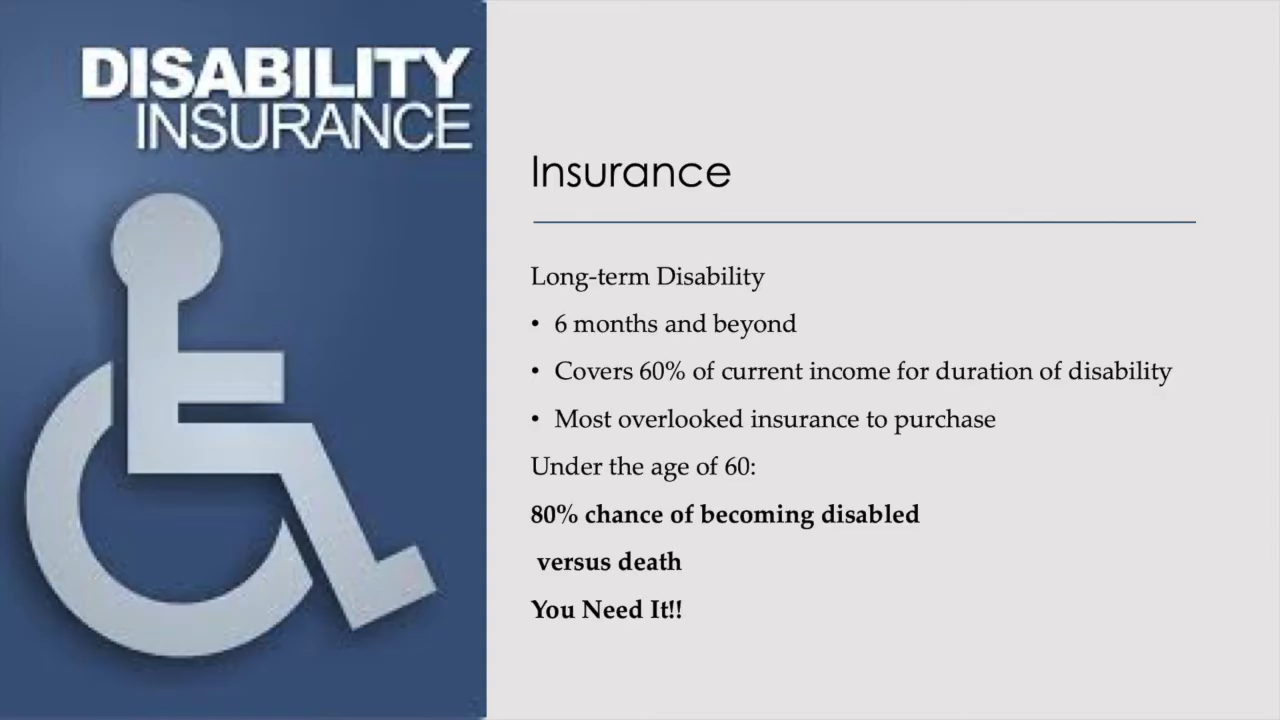 DISABILITY
INSURANCE
Insurance
Long-term Disability
• 6 months and beyond
• Covers 60% of current income for duration of disability
• Most overlooked insurance to purchase
Under the age of 60:
80% chance of becoming disabled
versus death
You Need It!!